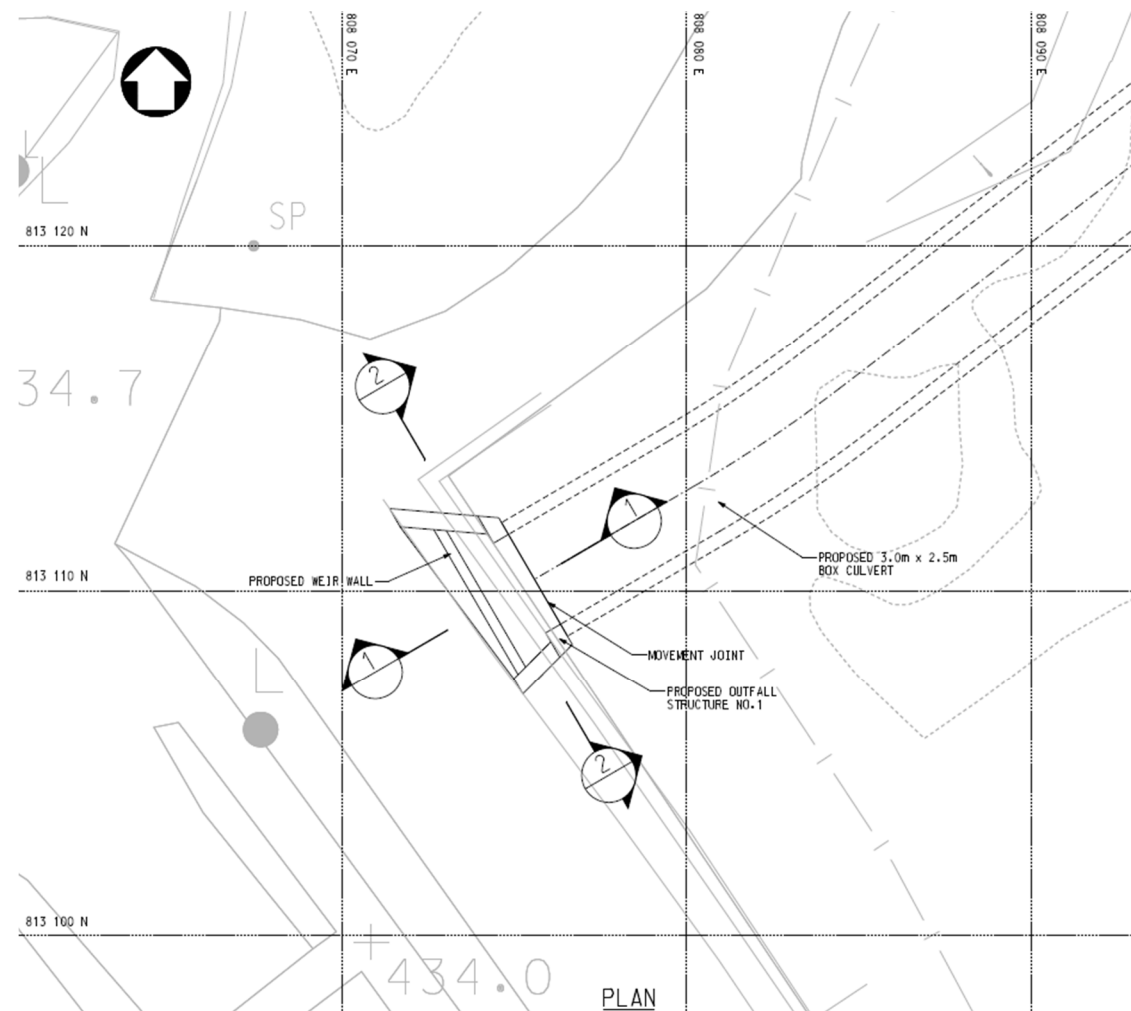 808 070 E
808 080 E
808 090 E
L
L
SP
813 120 N
34.7
2
1
PROPOSED 3.0m x 2.5m
BOX CULVERT
813 110 N
PROPOSED WEIR WALL
1
MOVEMENT JOINT
L
PROPOSED OUTFALL
STRUCTURE NO.1
2
813 100 N
434.0
PLAN